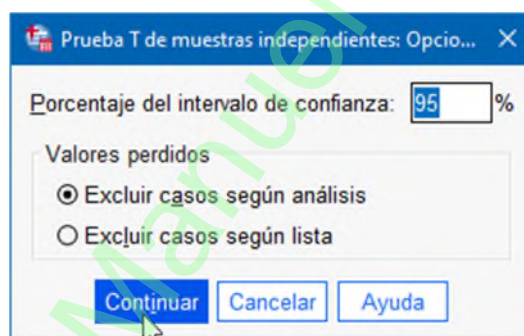 Prueba T de muestras independientes: Opcio...
Porcentaje del intervalo de confianza: 95 %
Valores perdidos
Excluir casos según análisis
Excluir casos según lista
Continuar Cancelar Ayuda
Manuel